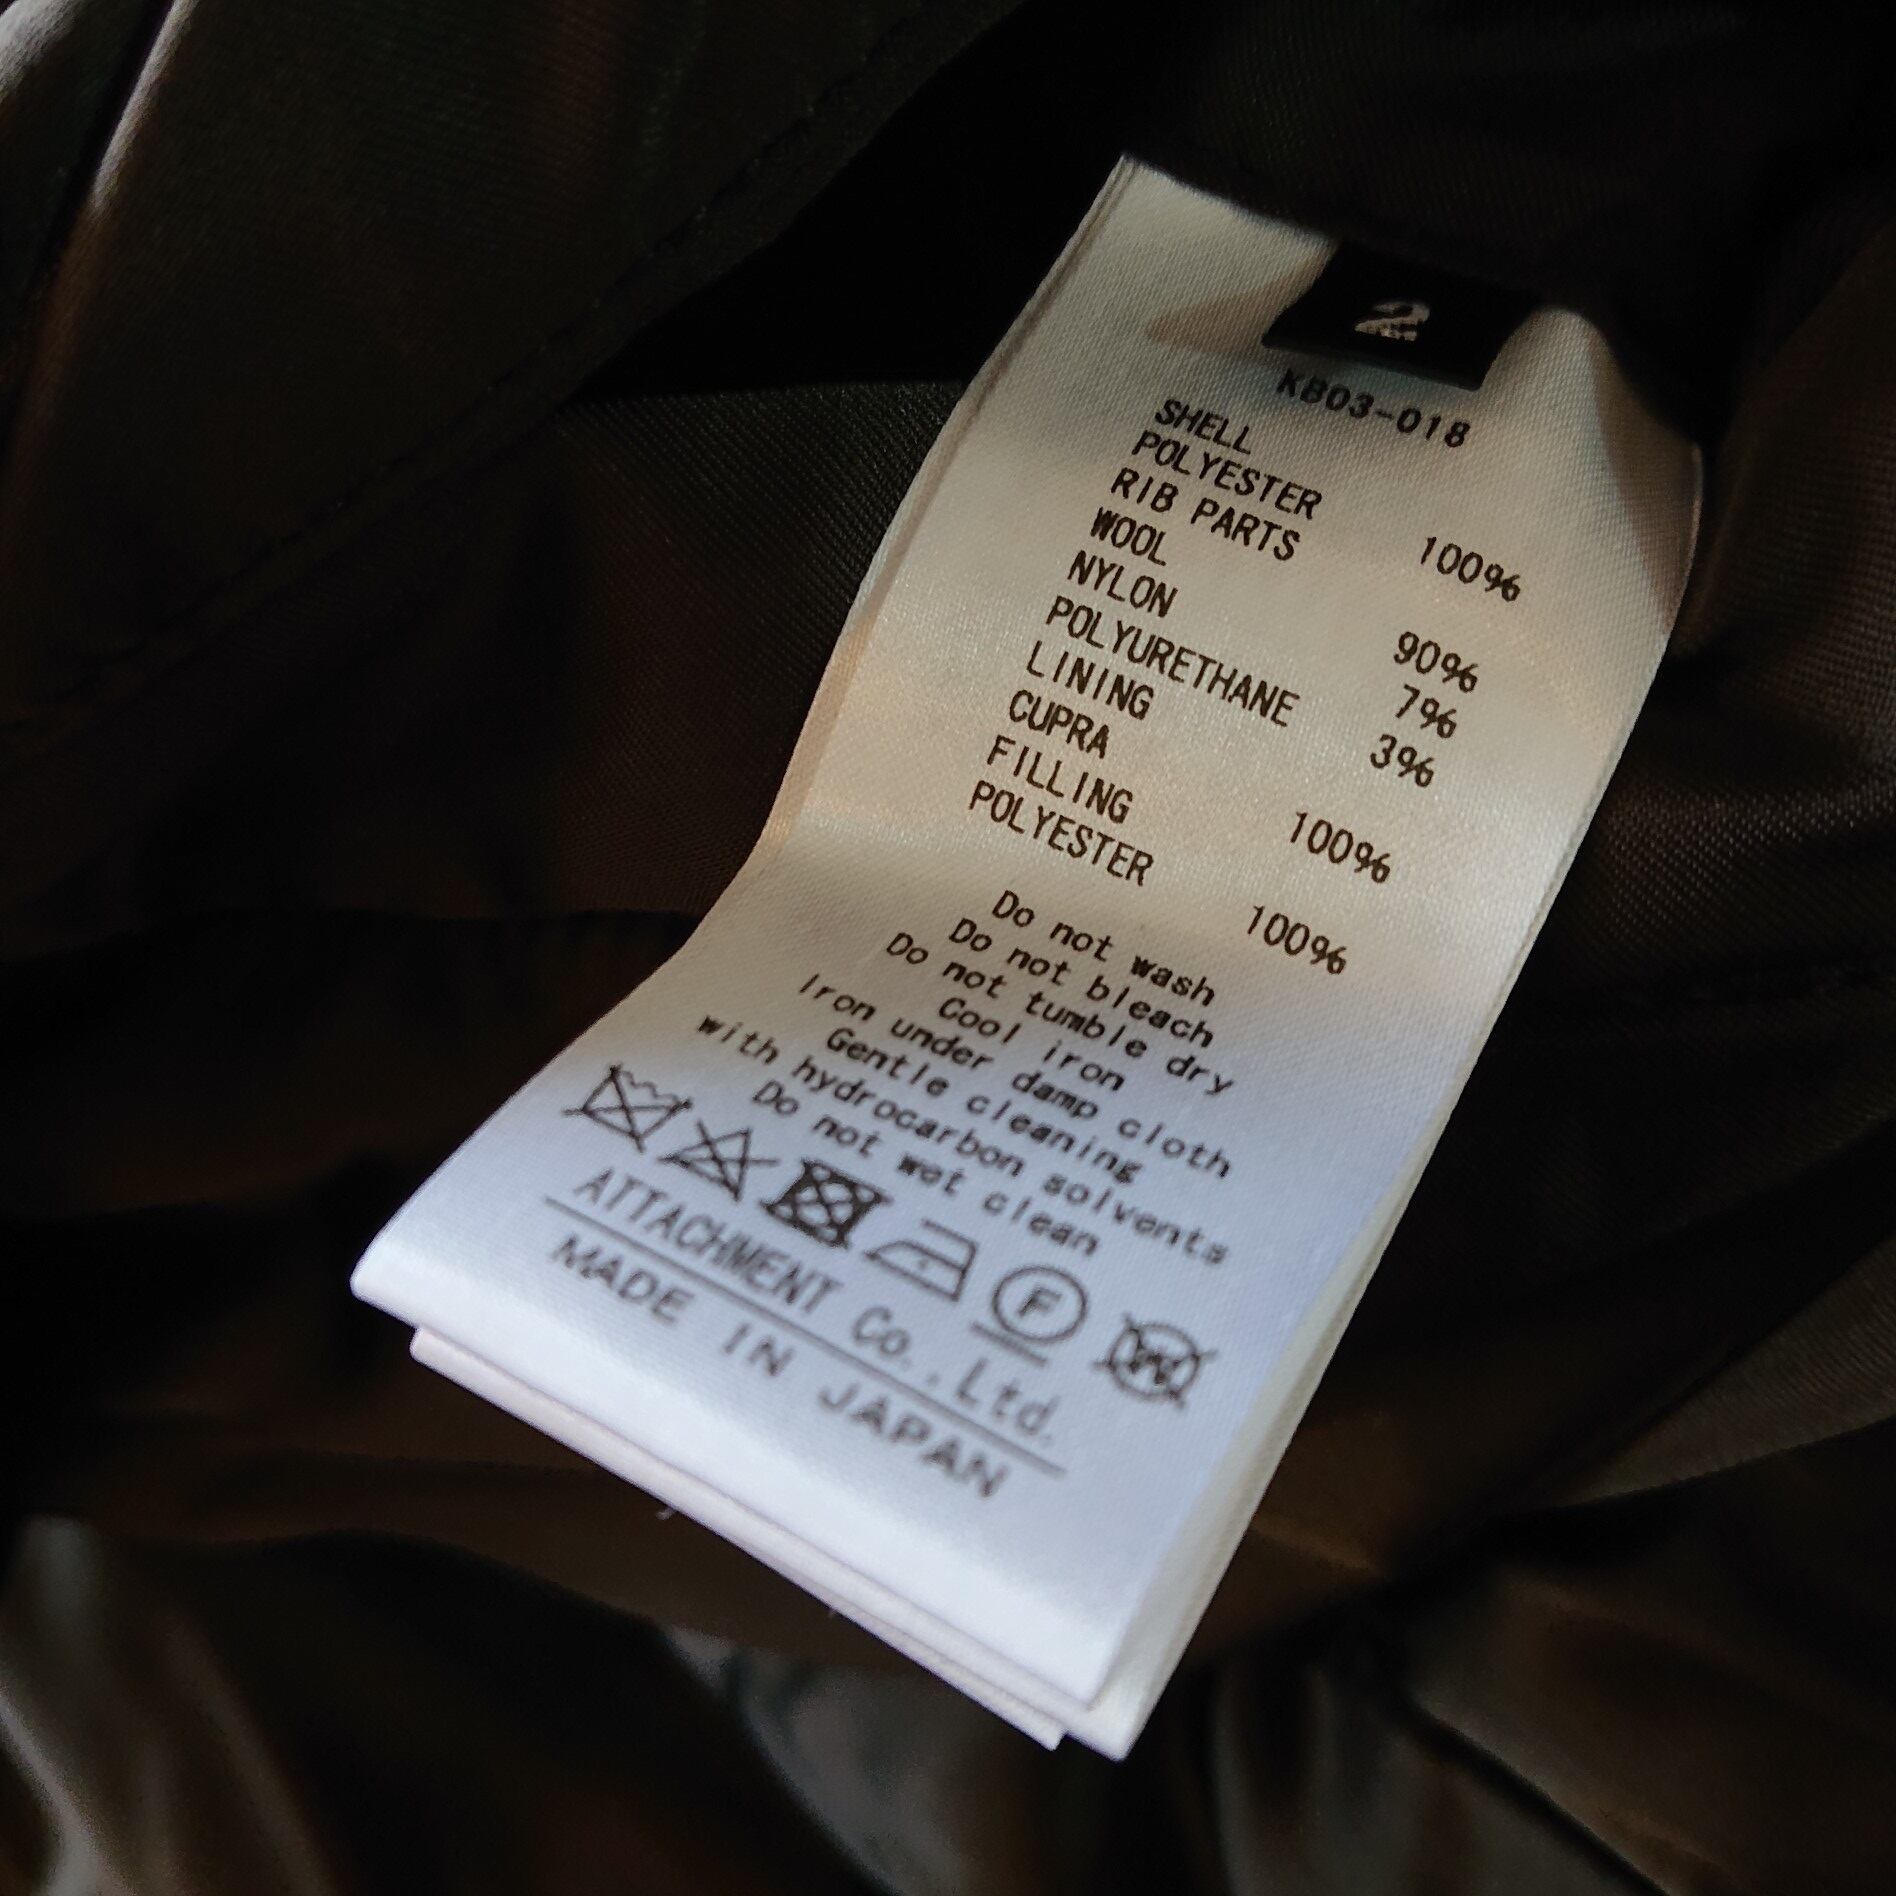 2
KB03-018
SHELL
POLYESTER 100%
RIB PARTS
WOOL 90%
NYLON 7%
POLYURETHANE 3%
LINING
CUPRA 100%
FILLING
POLYESTER 100%
Do not wash
Do not bleach
Do not tumble dry
Cool iron
Iron under damp cloth
Gentle cleaning
with hydrocarbon solvents
Do not wet clean
F W
ATTACHMENT Co., Ltd.
MADE IN JAPAN